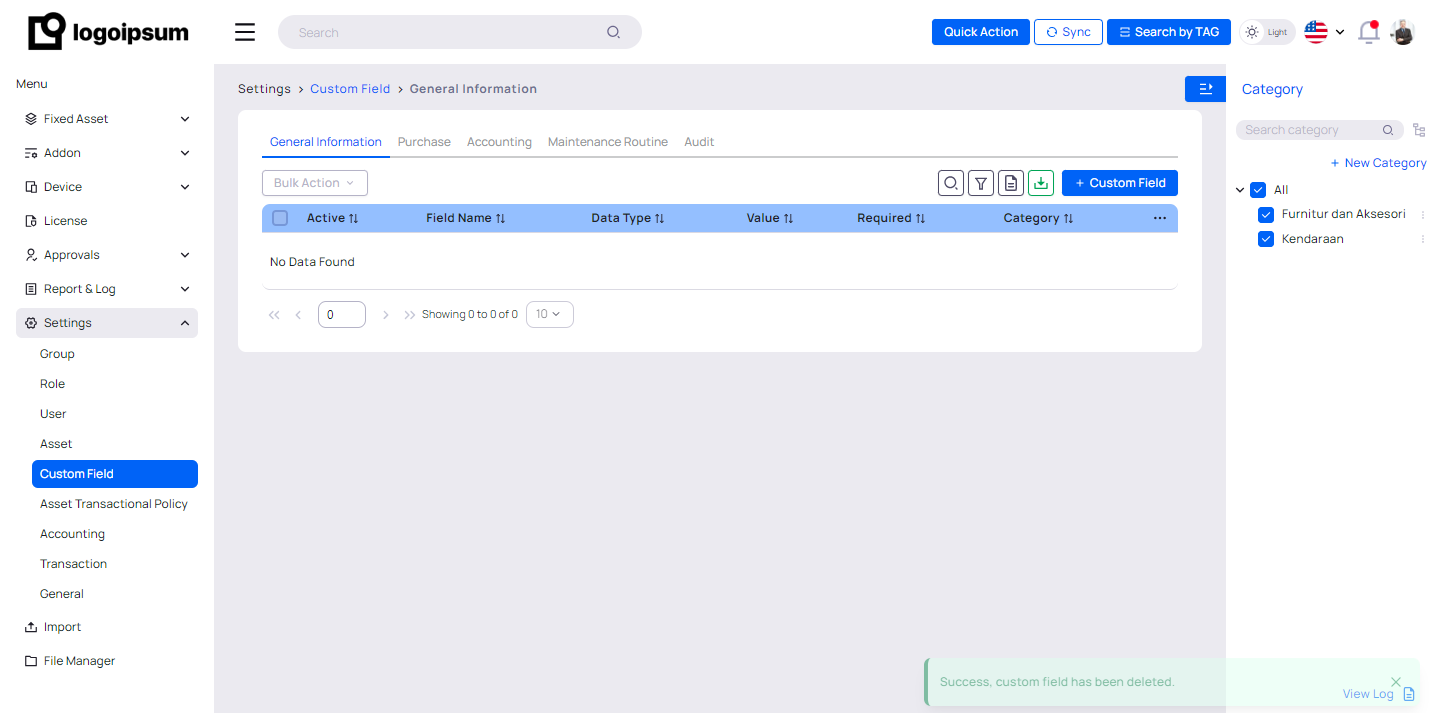 logoipsum
Search
Quick Action
Sync
Search by TAG
Light
Menu
Fixed Asset
Addon
Device
License
Approvals
Report & Log
Settings
Group
Role
User
Asset
Custom Field
Asset Transactional Policy
Accounting
Transaction
General
Import
File Manager
Settings > Custom Field > General Information
General Information Purchase Accounting Maintenance Routine Audit
Bulk Action
+ Custom Field
Active Field Name Data Type Value Required Category ...
No Data Found
0 Showing 0 to 0 of 0 10
Category
Search category
+ New Category
All
Furnitur dan Aksesori
Kendaraan
Success, custom field has been deleted.
View Log